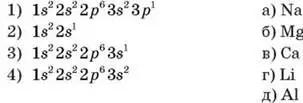 1) 1s²2s²2p⁶3s²3p¹ а) Na
2) 1s²2s¹ б) Mg
3) 1s²2s²2p⁶3s¹ в) Ca
4) 1s²2s²2p⁶3s² г) Li
д) Al